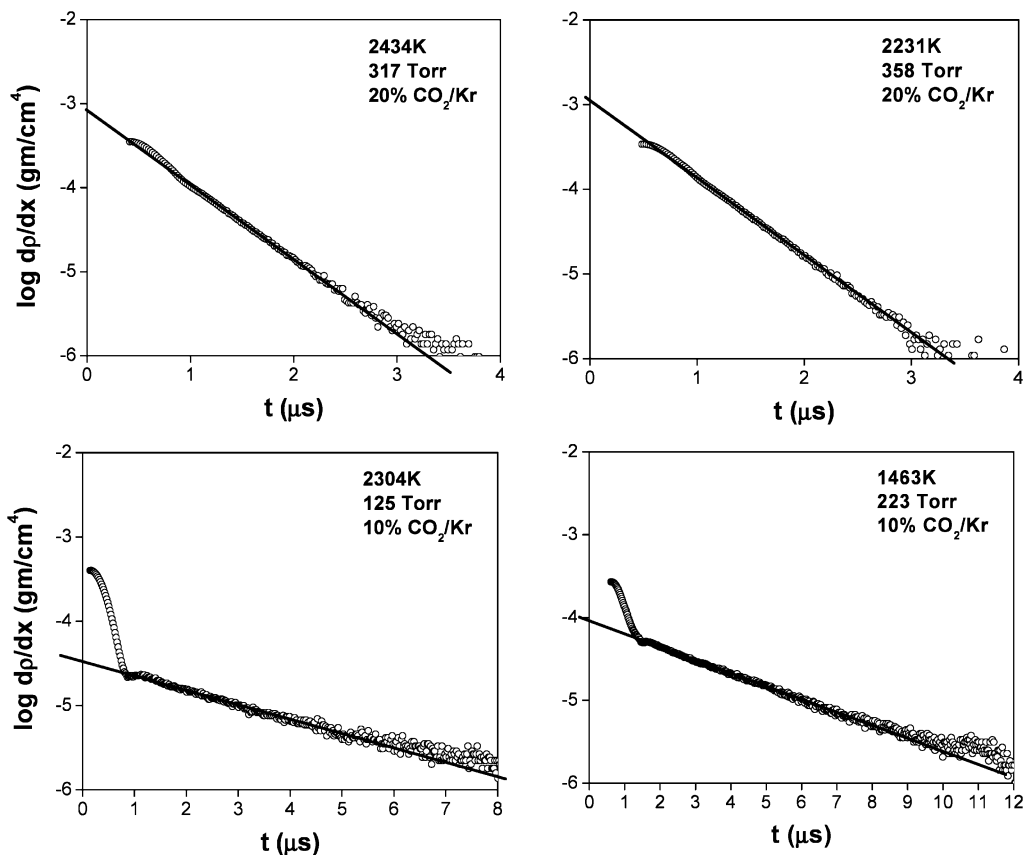 -2
-3
-4
-5
-6
0
1
2
3
4
log dρ/dx (gm/cm⁴)
t (μs)
2434K
317 Torr
20% CO₂/Kr
-2
-3
-4
-5
-6
0
1
2
3
4
t (μs)
2231K
358 Torr
20% CO₂/Kr
-2
-3
-4
-5
-6
0
1
2
3
4
5
6
7
8
log dρ/dx (gm/cm⁴)
t (μs)
2304K
125 Torr
10% CO₂/Kr
-2
-3
-4
-5
-6
0
1
2
3
4
5
6
7
8
9
10
11
12
t (μs)
1463K
223 Torr
10% CO₂/Kr